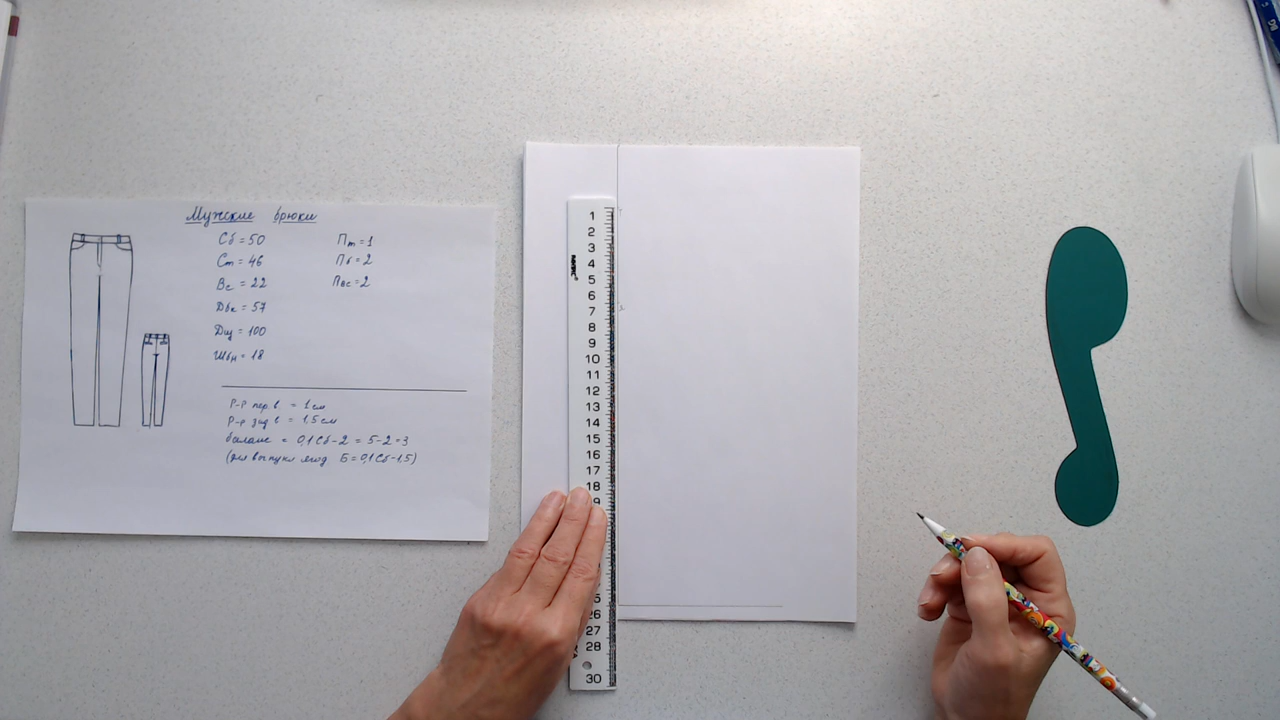 Мужские брюки
Сб = 50
Ст = 46
Вс = 22
Дбк = 57
Дш = 100
Шбн = 18
Пт = 1
Пб = 2
Пвс = 2
Р-р пер в. = 1 см
Р-р зад в = 1,5 см
баланс = 0,1 Сб - 2 = 5 - 2 = 3
(для выпукл ягод Б = 0,1 Сб - 1,5)
1
2
3
4
5
6
7
8
9
10
11
12
13
14
15
16
17
18
26
27
28
30